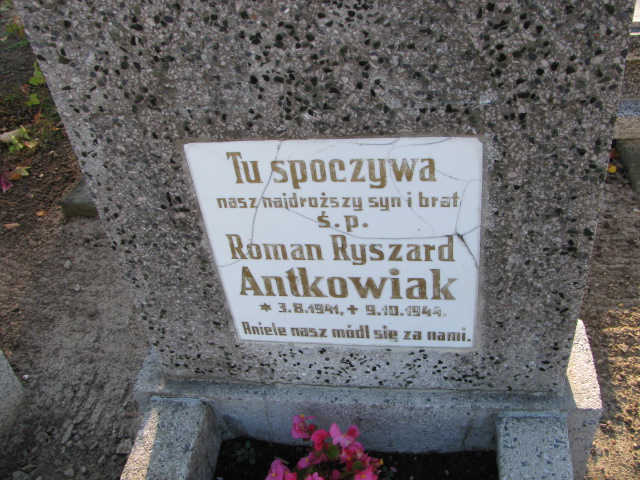 Tu spoczywa
nasz najdroższy syn i brat
ś. p.
Roman Ryszard
Antkowiak
* 3.8.1941, + 9.10.1944,
Aniele nasz módl się za nami.